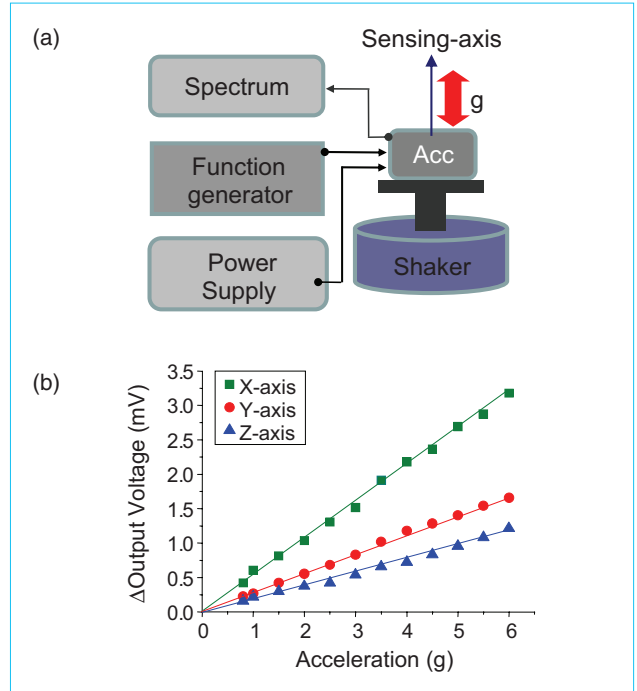 (a)
Sensing-axis
Spectrum
g
Acc
Function
generator
Power
Supply
Shaker
(b)
ΔOutput Voltage (mV)
3.5
3.0
2.5
2.0
1.5
1.0
0.5
0.0
X-axis
Y-axis
Z-axis
0 1 2 3 4 5 6
Acceleration (g)